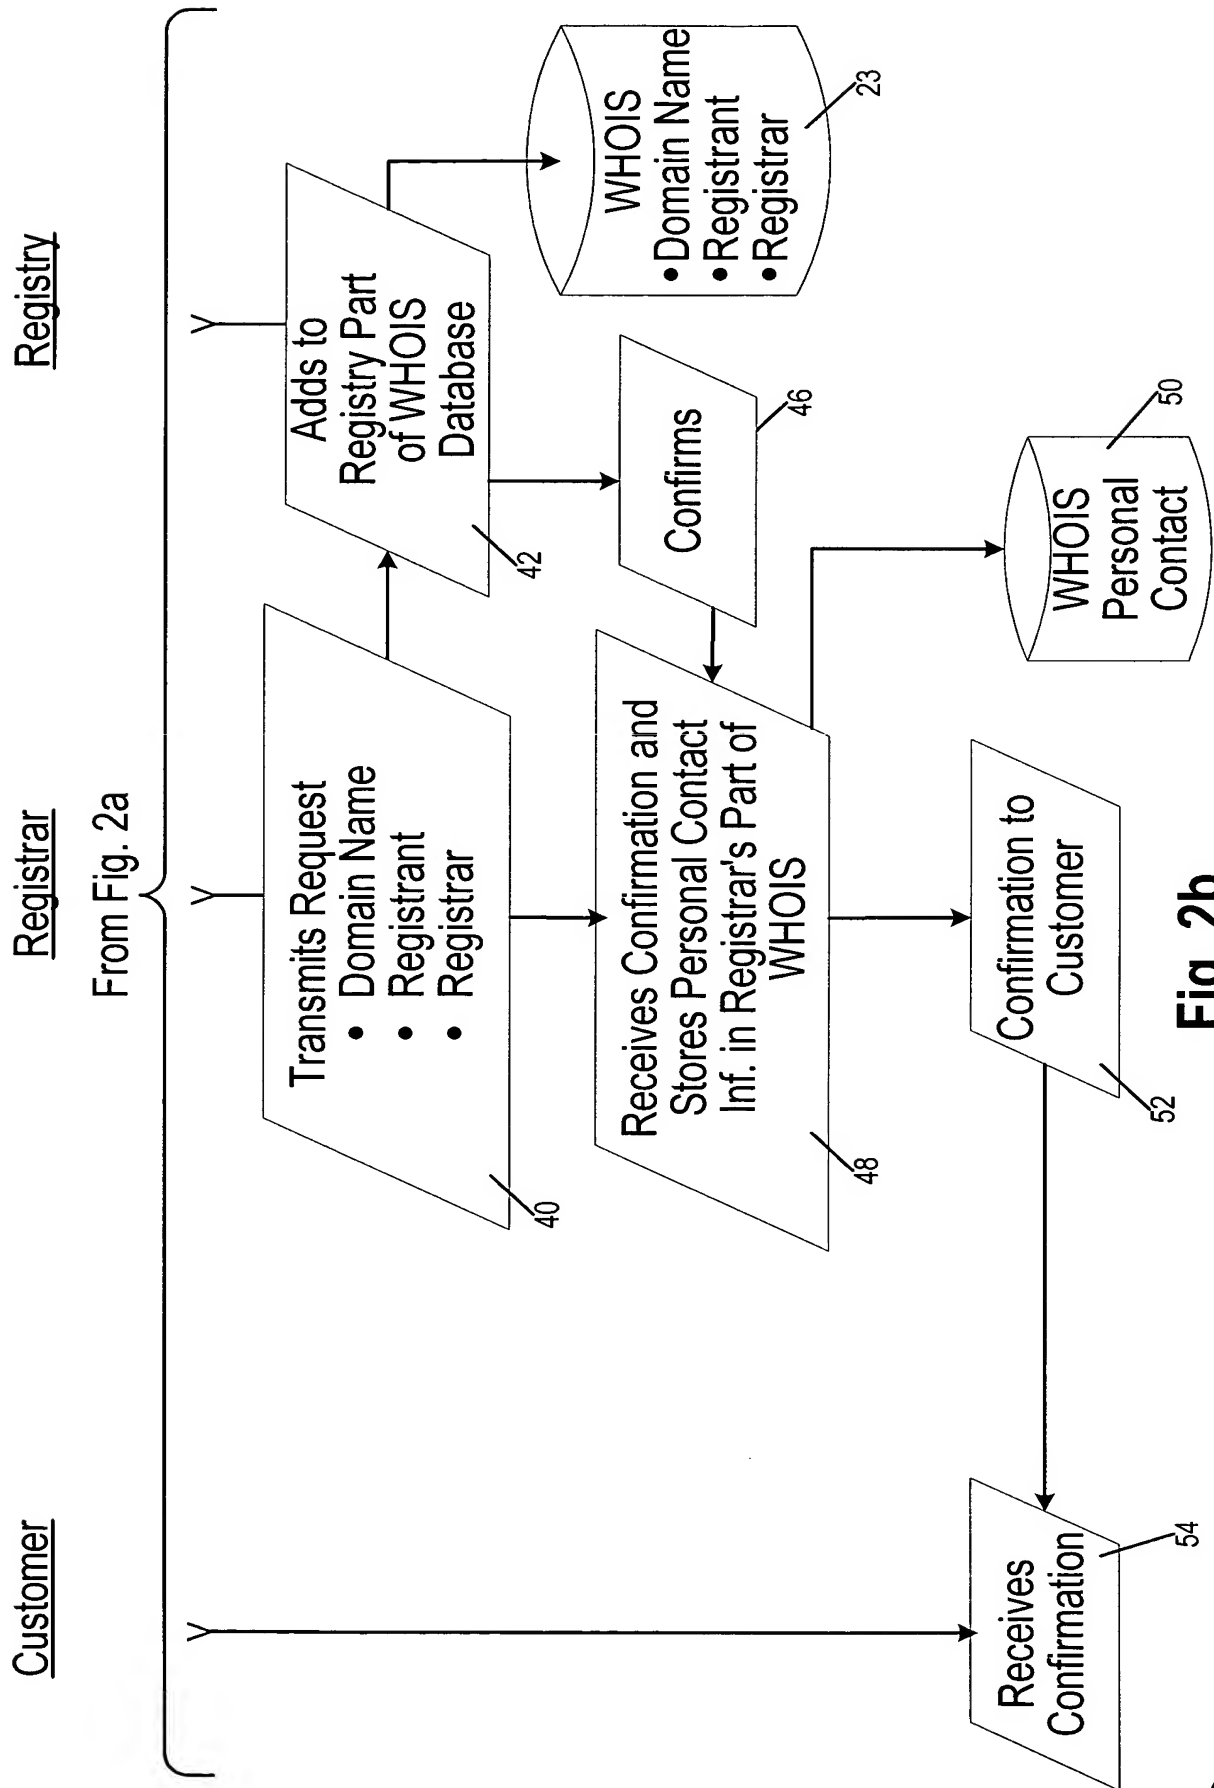 Customer
Registrar
Registry
From Fig. 2a
Transmits Request
• Domain Name
• Registrant
• Registrar
40
Adds to
Registry Part
of WHOIS
Database
42
WHOIS
• Domain Name
• Registrant
• Registrar
23
Confirms
46
Receives Confirmation and
Stores Personal Contact
Inf. in Registrar's Part of
WHOIS
48
WHOIS
Personal
Contact
50
Confirmation to
Customer
52
Receives
Confirmation
54
Fig. 2b